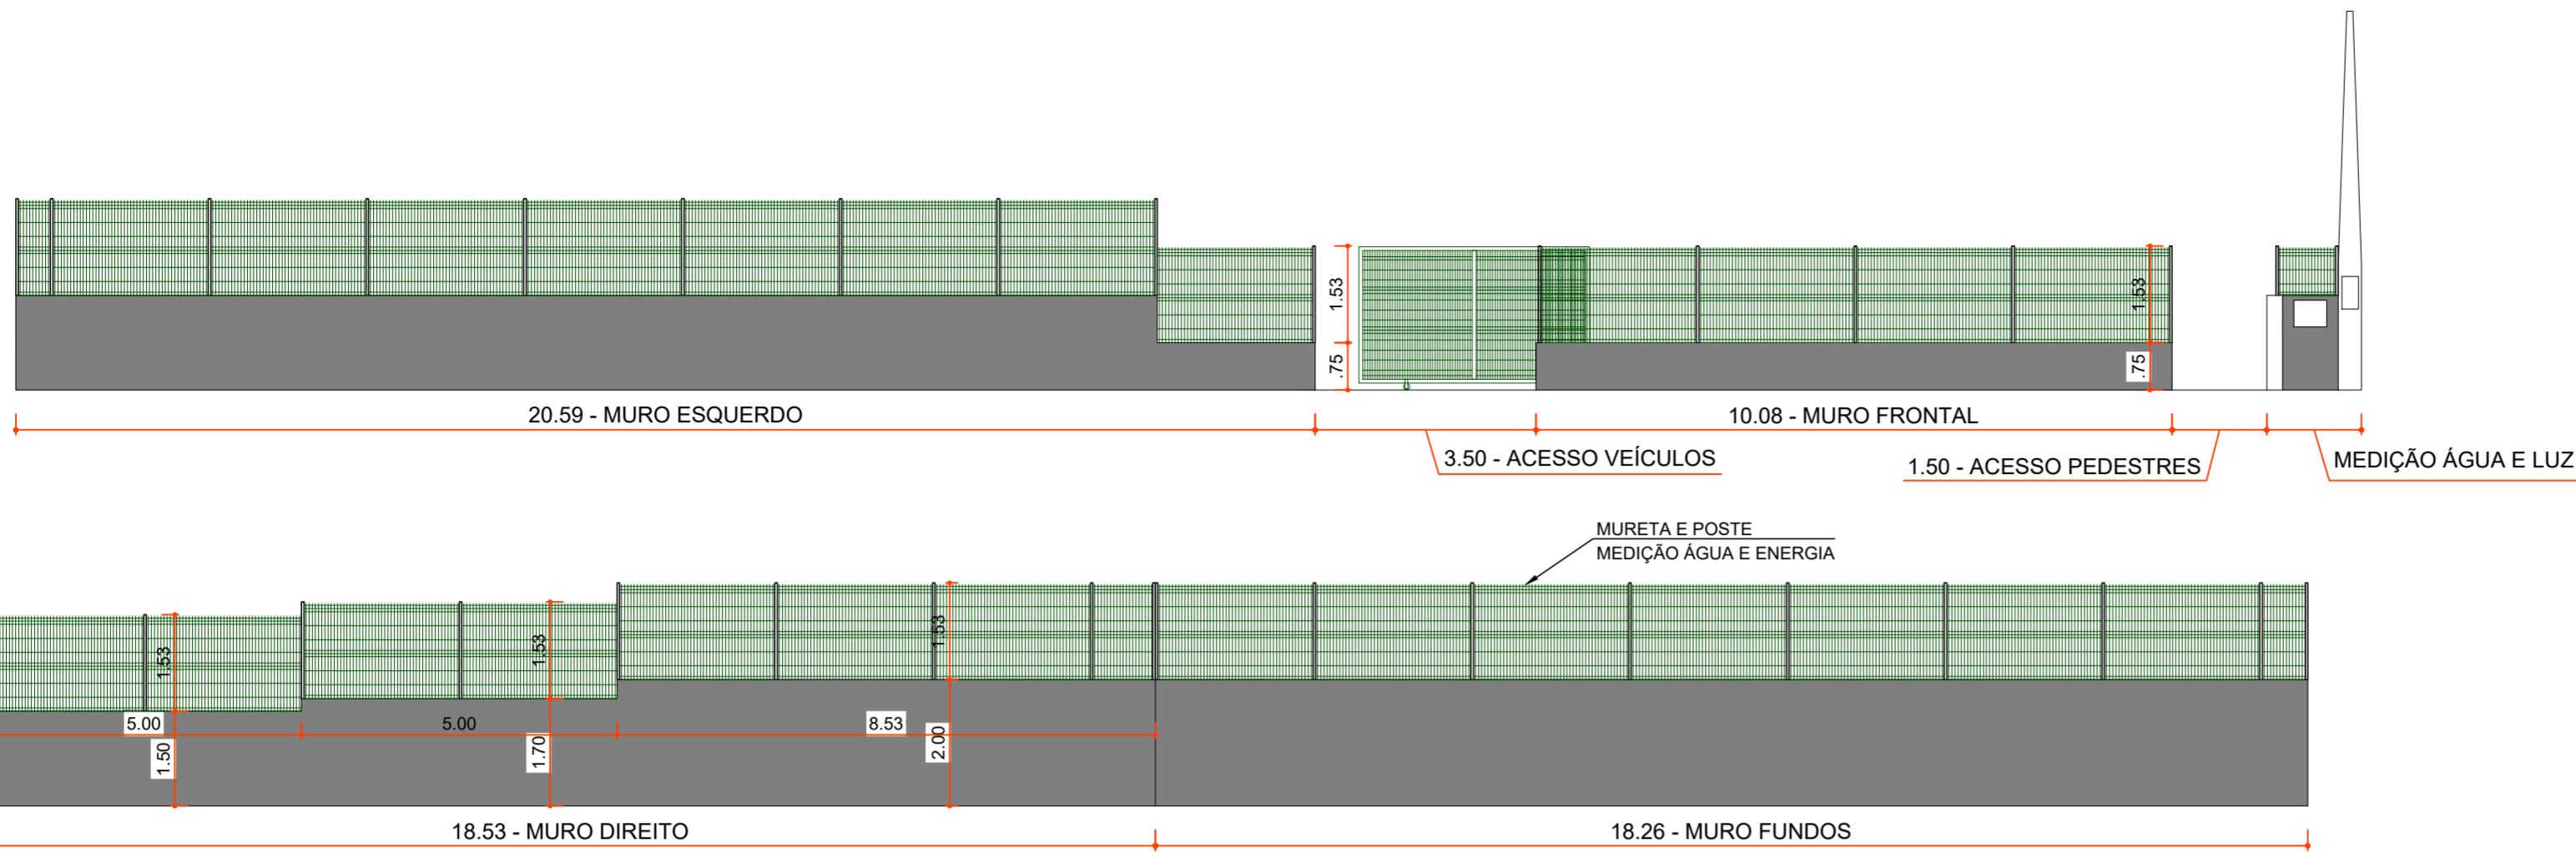 1.53
.75
1.53
.75
20.59 - MURO ESQUERDO
10.08 - MURO FRONTAL
3.50 - ACESSO VEÍCULOS
1.50 - ACESSO PEDESTRES
MEDIÇÃO ÁGUA E LUZ
MURETA E POSTE
MEDIÇÃO ÁGUA E ENERGIA
1.53
1.53
1.53
5.00
5.00
8.53
1.50
1.70
2.00
18.53 - MURO DIREITO
18.26 - MURO FUNDOS